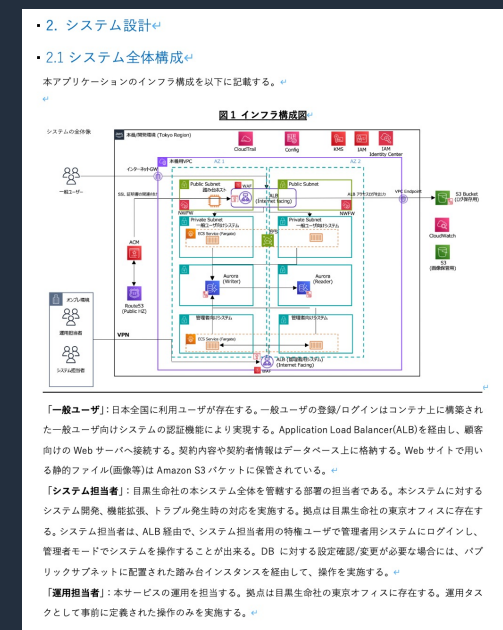 2. システム設計
2.1 システム全体構成
本アプリケーションのインフラ構成を以下に記載する。
図1 インフラ構成図
システムの全体像
本番/開発環境 (Tokyo Region)
CloudTrail
Config
KMS
IAM
IAM Identity Center
本番用VPC
AZ 1
AZ 2
インターネットGW
一般ユーザー
Public Subnet
踏み台ホスト
WAF
ALB
(Internet Facing)
Public Subnet
VPC Endpoint
S3 Bucket
(ログ保存用)
NWFW
NWFW
Private Subnet
一般ユーザ向けシステム
ECS Service (Fargate)
Private Subnet
一般ユーザ向けシステム
CloudWatch
S3
(画像保管用)
ACM
Aurora
(Writer)
Aurora
(Reader)
Route53
(Public HZ)
オンプレ環境
運用担当者
システム担当者
VPN
管理者向けシステム
ECS Service (Fargate)
管理者向けシステム
(Internet Facing)
WAF
「一般ユーザ」: 日本全国に利用ユーザが存在する。一般ユーザの登録/ログインはコンテナ上に構築され
た一般ユーザ向けシステムの認証機能により実現する。Application Load Balancer(ALB)を経由し、顧客
向けの Web サーバへ接続する。契約内容や契約者情報はデータベース上に格納する。Web サイトで用い
る静的ファイル(画像等)は Amazon S3 バケットに保管されている。
「システム担当者」: 目黒生命社の本システム全体を管轄する部署の担当者である。本システムに対する
システム開発、機能拡張、トラブル発生時の対応を実施する。拠点は目黒生命社の東京オフィスに存在す
る。システム担当者は、ALB 経由で、システム担当者用の特権ユーザで管理者用システムにログインし、
管理者モードでシステムを操作することが出来る。DB に対する設定確認/変更が必要な場合には、パブ
リックサブネットに配置された踏み台インスタンスを経由して、操作を実施する。
「運用担当者」: 本サービスの運用を担当する。拠点は目黒生命社の東京オフィスに存在する。運用タス
クとして事前に定義された操作のみを実施する。